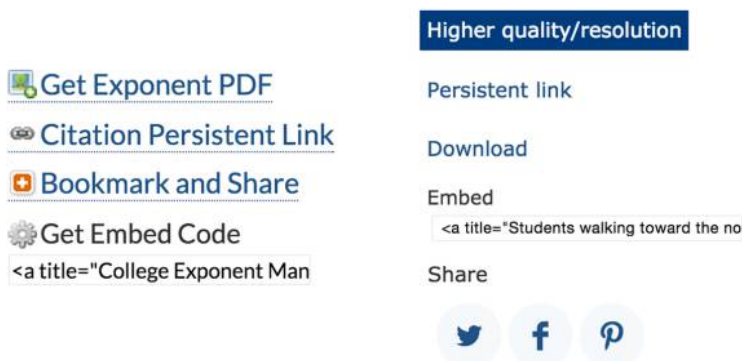 Get Exponent PDF
Citation Persistent Link
Bookmark and Share
Get Embed Code
<a title="College Exponent Man
Higher quality/resolution
Persistent link
Download
Embed
<a title="Students walking toward the no
Share